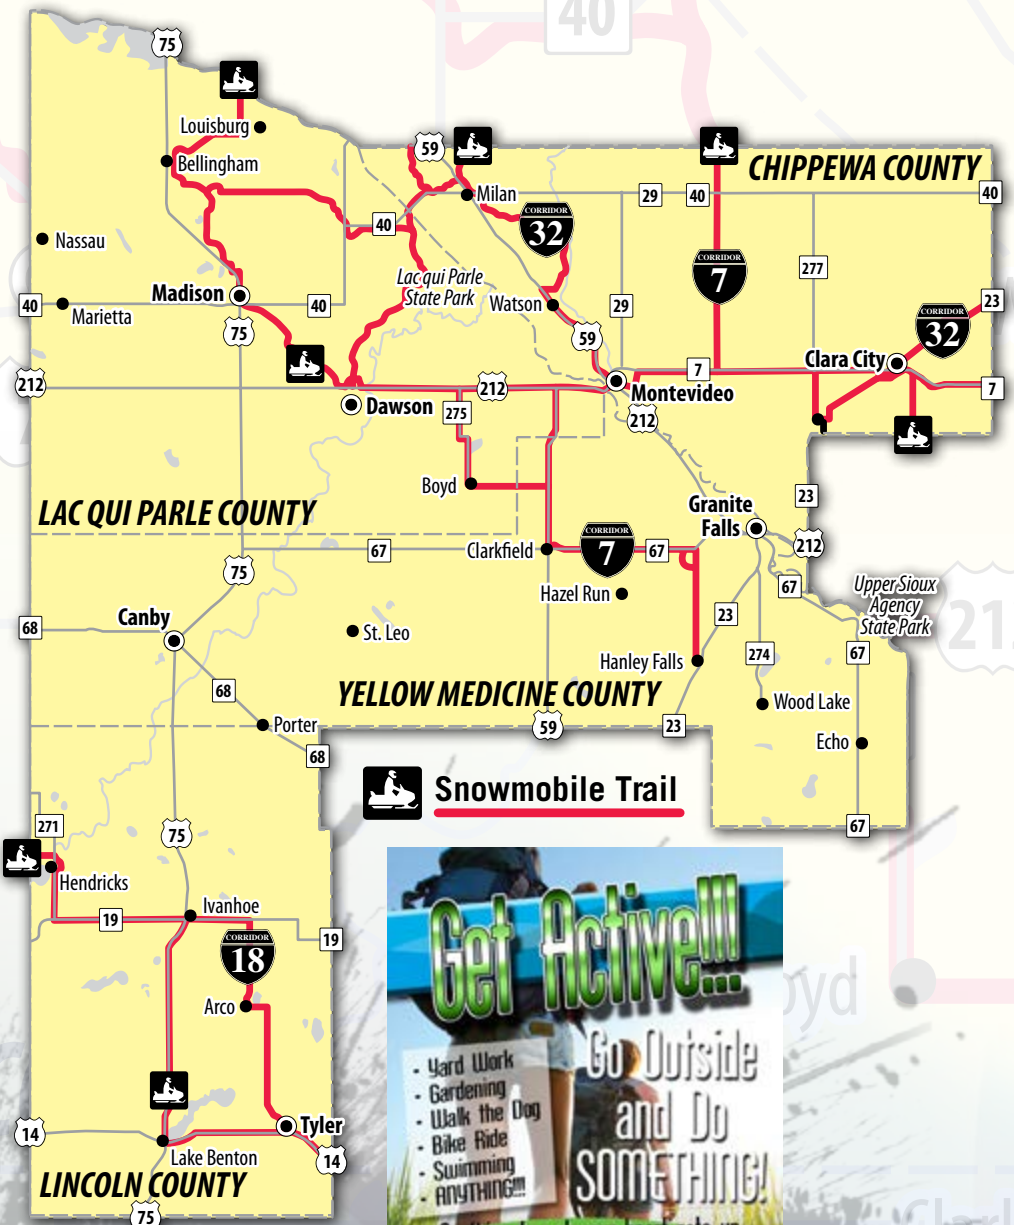 40
75
Louisburg
Bellingham
59
CHIPPEWA COUNTY
Milan
29
40
40
CORRIDOR
32
40
Nassau
CORRIDOR
7
277
Lac qui Parle
State Park
Madison
40
Marietta
40
Watson
29
23
CORRIDOR
32
75
59
Clara City
212
212
7
7
Montevideo
Dawson
275
212
Boyd
LAC QUI PARLE COUNTY
Granite
Falls
23
212
67
Clarkfield
CORRIDOR
7
67
75
Hazel Run
67
Upper Sioux
Agency
State Park
212
Canby
68
23
St. Leo
Hanley Falls
274
67
68
YELLOW MEDICINE COUNTY
Wood Lake
Porter
59
23
Echo
68
Snowmobile Trail
271
75
67
Hendricks
Ivanhoe
19
19
CORRIDOR
18
Arco
Tyler
14
14
Lake Benton
LINCOLN COUNTY
75
Get Active!!!
- Yard Work
- Gardening
- Walk the Dog
- Bike Ride
- Swimming
- ANYTHING!!!
Go Outside
and Do
SOMETHING!
oyd